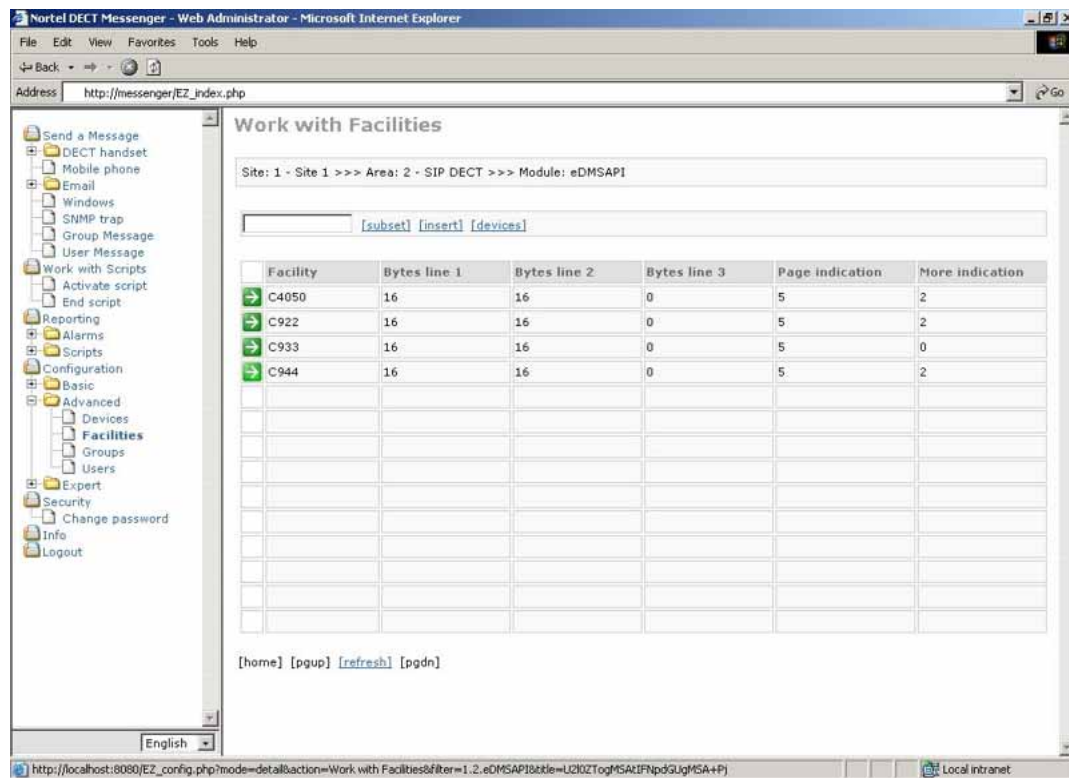 Nortel DECT Messenger - Web Administrator - Microsoft Internet Explorer
File Edit View Favorites Tools Help
Back
Address http://messenger/EZ_index.php Go
Send a Message
DECT handset
Mobile phone
Email
Windows
SNMP trap
Group Message
User Message
Work with Scripts
Activate script
End script
Reporting
Alarms
Scripts
Configuration
Basic
Advanced
Devices
Facilities
Groups
Users
Expert
Security
Change password
Info
Logout
English
Work with Facilities
Site: 1 - Site 1 >>> Area: 2 - SIP DECT >>> Module: eDMSAPI
[subset] [insert] [devices]
Facility Bytes line 1 Bytes line 2 Bytes line 3 Page indication More indication
C4050 16 16 0 5 2
C922 16 16 0 5 2
C933 16 16 0 5 0
C944 16 16 0 5 2
[home] [pgup] [refresh] [pgdn]
http://localhost:8080/EZ_config.php?mode=detail&action=Work with Facilities&filter=1.2.eDMSAPI&title= Local intranet